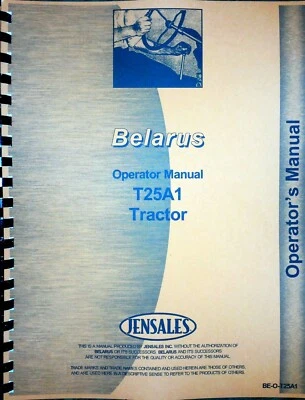 Belarus
Operator Manual
T25A1
Tractor
Operator's Manual
JENSALES
THIS IS A MANUAL PRODUCED BY JENSALES INC. WITHOUT THE AUTHORIZATION OF
BELARUS OR ITS SUCCESSORS. BELARUS AND ITS SUCCESSORS
ARE NOT RESPONSIBLE FOR THE QUALITY OR ACCURACY OF THIS MANUAL.
TRADE MARKS AND TRADE NAMES CONTAINED AND USED HEREIN ARE THOSE OF OTHERS,
AND ARE USED HERE IN A DESCRIPTIVE SENSE TO REFER TO THE PRODUCTS OF OTHERS.
BE-O-T25A1